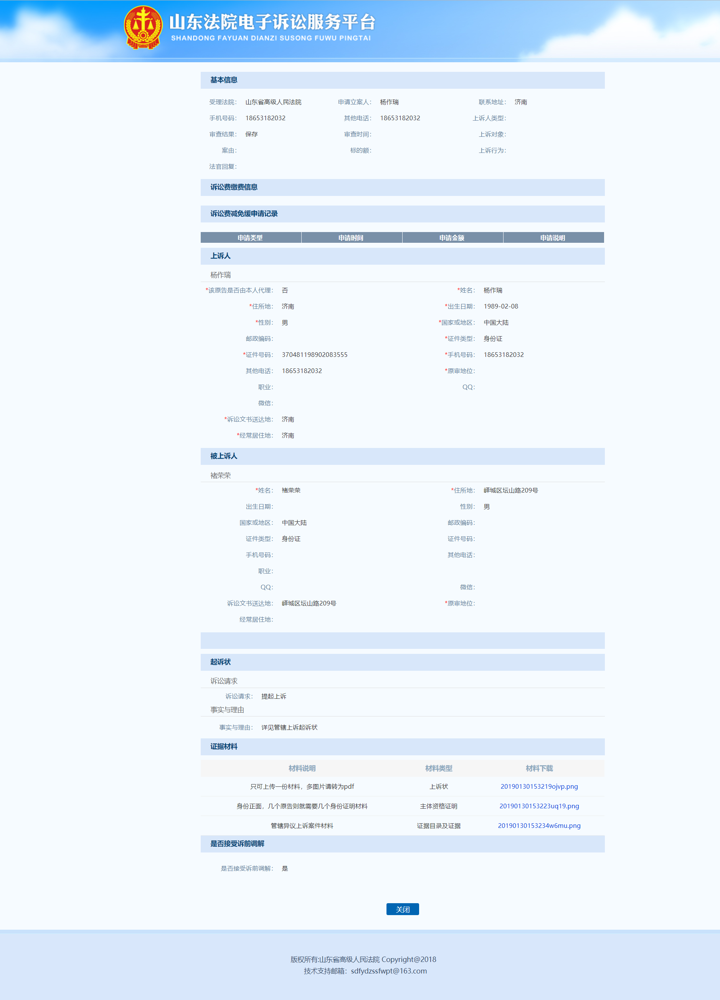 山东法院电子诉讼服务平台
SHANDONG FAYUAN DIANZI SUSONG FUWU PINGTAI
基本信息
受理法院： 山东省高级人民法院 申请立案人： 杨作瑞 联系地址： 济南
手机号码： 18653182032 其他电话： 18653182032 上诉人类型：
审查结果： 保存 审查时间： 上诉对象：
案由： 标的额： 上诉行为：
法官回复：
诉讼费缴费信息
诉讼费减免缓申请记录
申请类型 申请时间 申请金额 申请说明
上诉人
杨作瑞
*该原告是否由本人代理： 否 *姓名： 杨作瑞
*住所地： 济南 *出生日期： 1989-02-08
*性别： 男 *国家或地区： 中国大陆
邮政编码： *证件类型： 身份证
*证件号码： 370481198902083555 *手机号码： 18653182032
其他电话： 18653182032 *原审地位：
职业： QQ：
微信：
*诉讼文书送达地： 济南
*经常居住地： 济南
被上诉人
褚荣荣
*姓名： 褚荣荣 *住所地： 峄城区坛山路209号
出生日期： 性别： 男
国家或地区： 中国大陆 邮政编码：
证件类型： 身份证 证件号码：
手机号码： 其他电话：
职业：
QQ： 微信：
诉讼文书送达地： 峄城区坛山路209号 *原审地位：
经常居住地：
起诉状
诉讼请求
诉讼请求： 提起上诉
事实与理由
事实与理由： 详见管辖上诉起诉状
证据材料
材料说明 材料类型 材料下载
只可上传一份材料，多图片请转为pdf 上诉状 20190130153219ojvp.png
身份正面，几个原告则就需要几个身份证明材料 主体资格证明 20190130153223uq19.png
管辖异议上诉案件材料 证据目录及证据 20190130153234w6mu.png
是否接受诉前调解
是否接受诉前调解： 是
关闭
版权所有:山东省高级人民法院 Copyright@2018
技术支持邮箱：sdfydzssfwpt@163.com